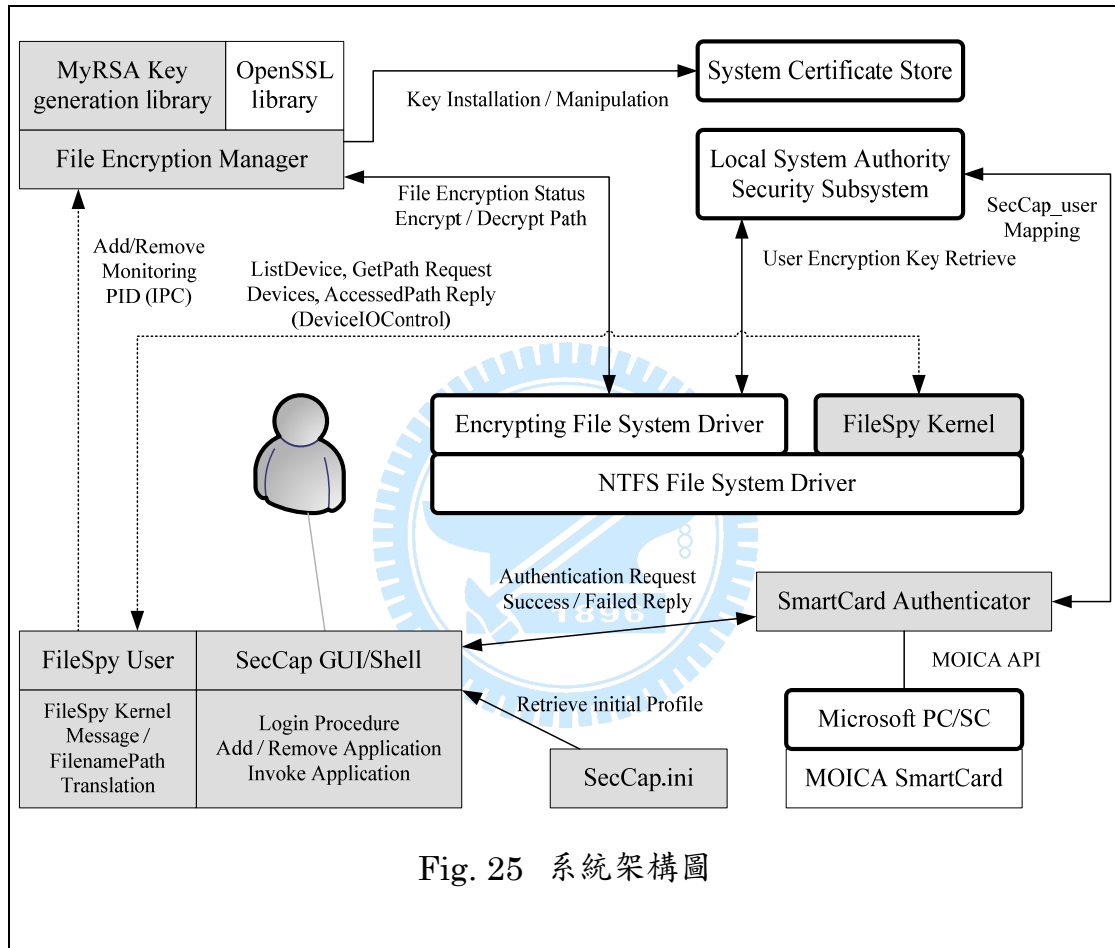 MyRSA Key
generation library
OpenSSL
library
File Encryption Manager
Key Installation / Manipulation
System Certificate Store
Local System Authority
Security Subsystem
SecCap_user
Mapping
File Encryption Status
Encrypt / Decrypt Path
User Encryption Key Retrieve
Add/Remove
Monitoring
PID (IPC)
ListDevice, GetPath Request
Devices, AccessedPath Reply
(DeviceIOControl)
Encrypting File System Driver
FileSpy Kernel
NTFS File System Driver
Authentication Request
Success / Failed Reply
1896
SmartCard Authenticator
MOICA API
FileSpy User
SecCap GUI/Shell
FileSpy Kernel
Message /
FilenamePath
Translation
Login Procedure
Add / Remove Application
Invoke Application
Retrieve initial Profile
SecCap.ini
Microsoft PC/SC
MOICA SmartCard
Fig. 25 系統架構圖